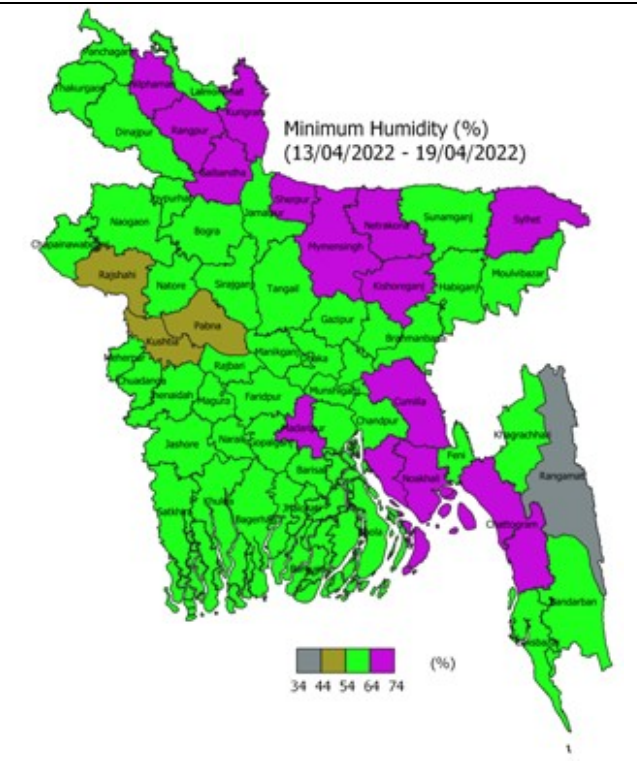 Panchagarh
Thakurgaon
Nilphamari
Lalmonirhat
Kurigram
Dinajpur
Rangpur
Minimum Humidity (%)
(13/04/2022 - 19/04/2022)
Gaibandha
Joypurhat
Sherpur
Naogaon
Jamalpur
Netrakona
Sunamganj
Sylhet
Bogra
Chapainawabganj
Mymensingh
Rajshahi
Moulvibazar
Natore
Sirajganj
Tangail
Kishoreganj
Habiganj
Gazipur
Pabna
Kushtia
Brahmanbaria
Manikganj
Dhaka
Meherpur
Rajbari
Chuadanga
Jhenaidah
Magura
Faridpur
Munshiganj
Cumilla
Madaripur
Chandpur
Khagrachhari
Jashore
Narail
Gopalganj
Feni
Barisal
Noakhali
Rangamati
Satkhira
Khulna
Bagerhat
Bhola
Chattogram
Bandarban
(%)
34 44 54 64 74